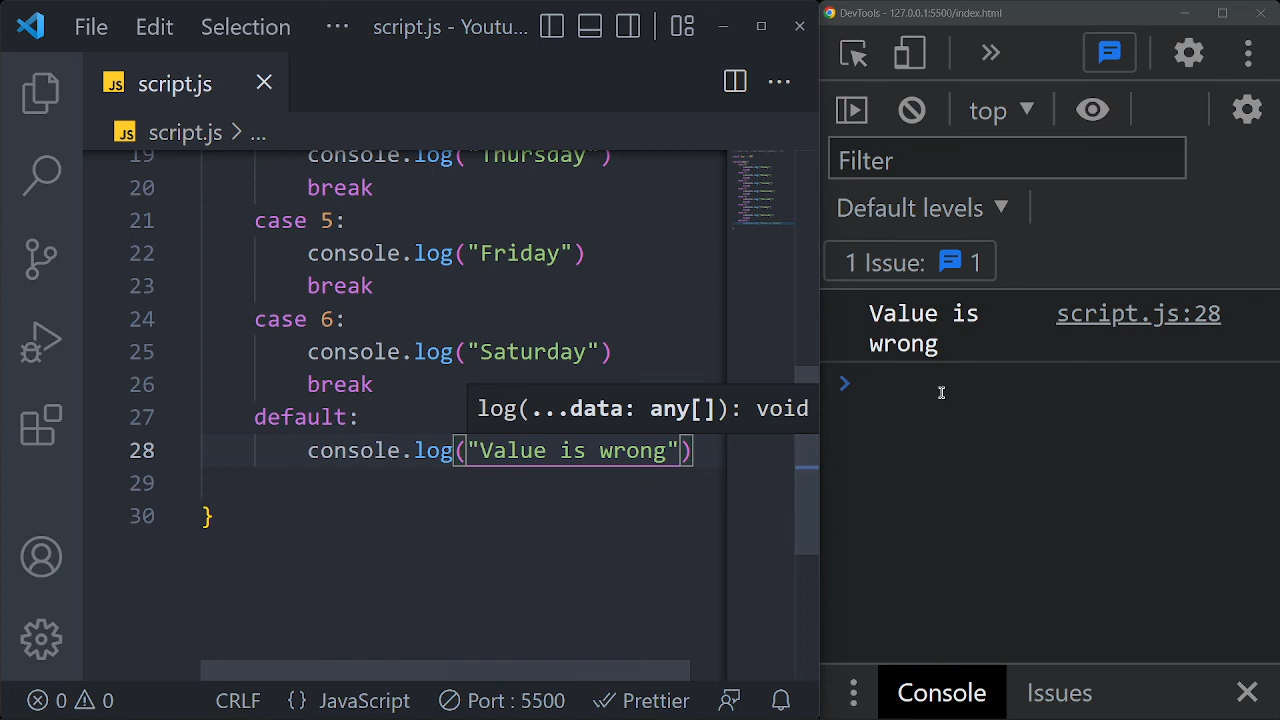 File Edit Selection ··· script.js - Youtu...
JS script.js
JS script.js > ...
19 console.log("Thursday")
20 break
21 case 5:
22 console.log("Friday")
23 break
24 case 6:
25 console.log("Saturday")
26 break
27 default:
log(...data: any[]): void
28 console.log("Value is wrong")
29
30 }
0 0 CRLF {} JavaScript Port : 5500 Prettier
DevTools - 127.0.0.1:5500/index.html
top
Filter
Default levels
1 Issue: 1
Value is script.js:28
wrong
Console Issues